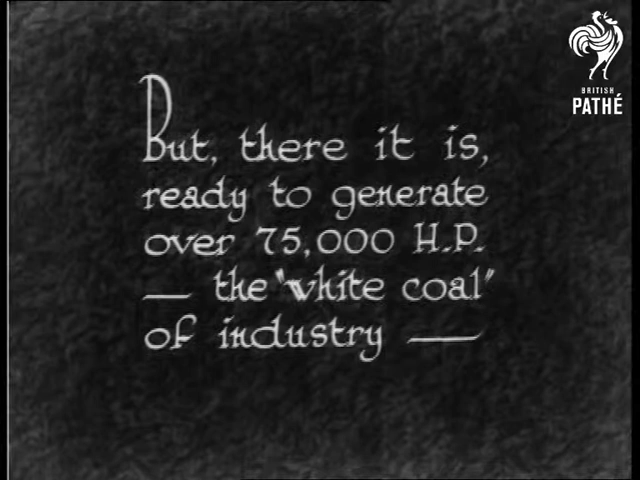 BRITISH
PATHÉ
But, there it is,
ready to generate
over 75,000 H.P.
— the "white coal"
of industry —